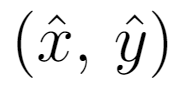 (x̂, ŷ)